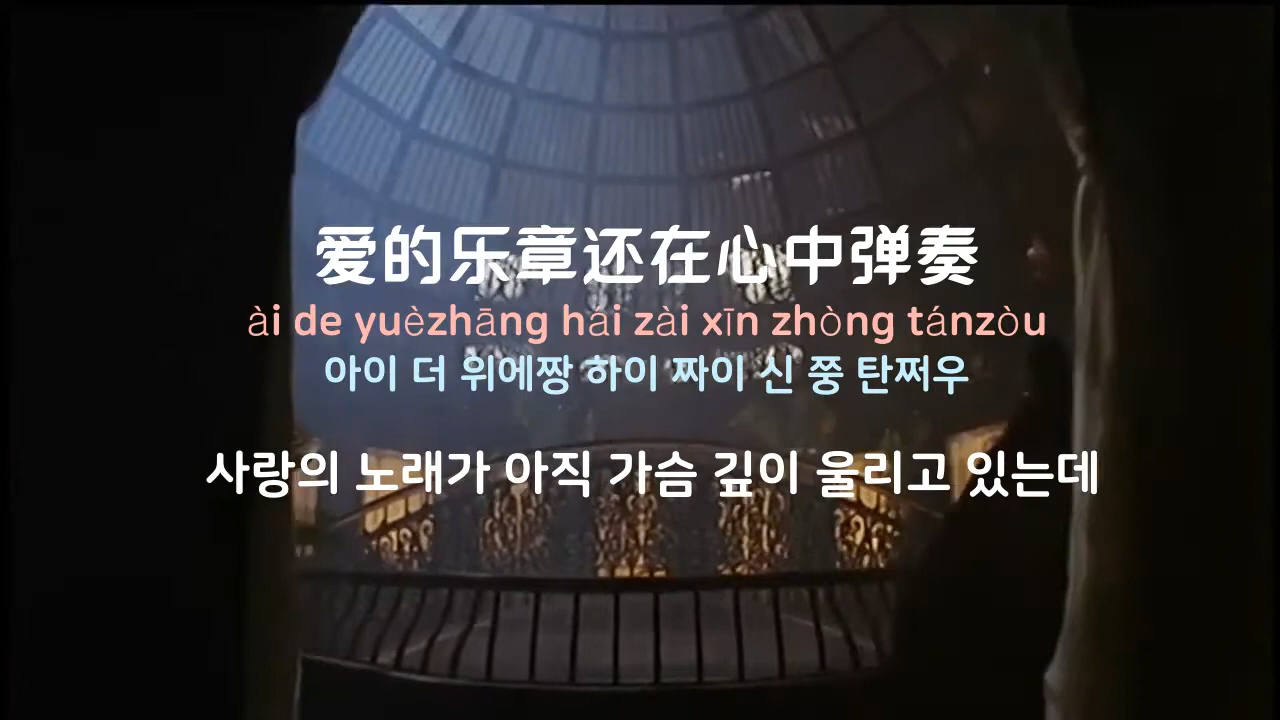 爱的乐章还在心中弹奏
ài de yuèzhāng hái zài xīn zhòng tánzòu
아이 더 위에짱 하이 짜이 신 쭝 탄쩌우
사랑의 노래가 아직 가슴 깊이 울리고 있는데